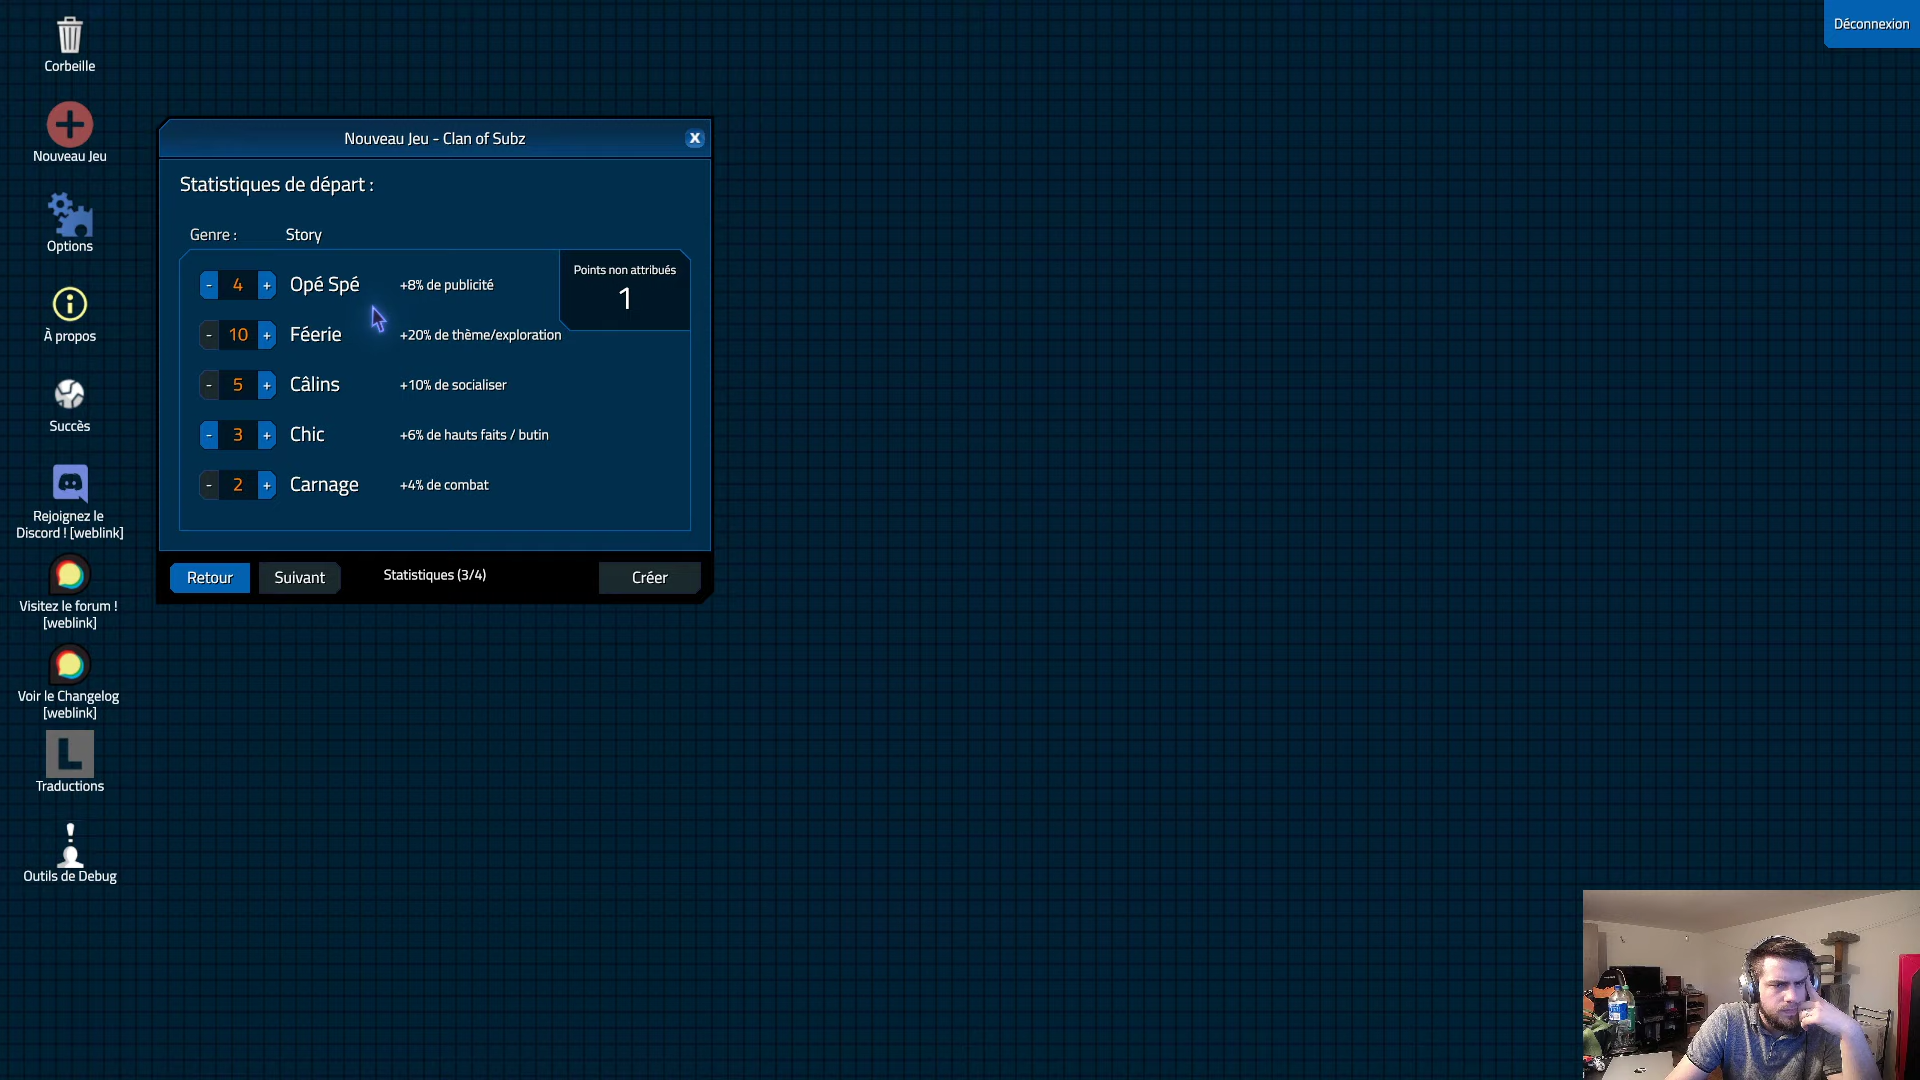 Déconnexion
Corbeille
Nouveau Jeu
Options
À propos
Succès
Rejoignez le
Discord ! [weblink]
Visitez le forum !
[weblink]
Voir le Changelog
[weblink]
L
Traductions
Outils de Debug
Nouveau Jeu - Clan of Subz
X
Statistiques de départ :
Genre : Story
Points non attribués
1
- 4 + Opé Spé +8% de publicité
- 10 + Féerie +20% de thème/exploration
- 5 + Câlins +10% de socialiser
- 3 + Chic +6% de hauts faits / butin
- 2 + Carnage +4% de combat
Retour Suivant Statistiques (3/4) Créer